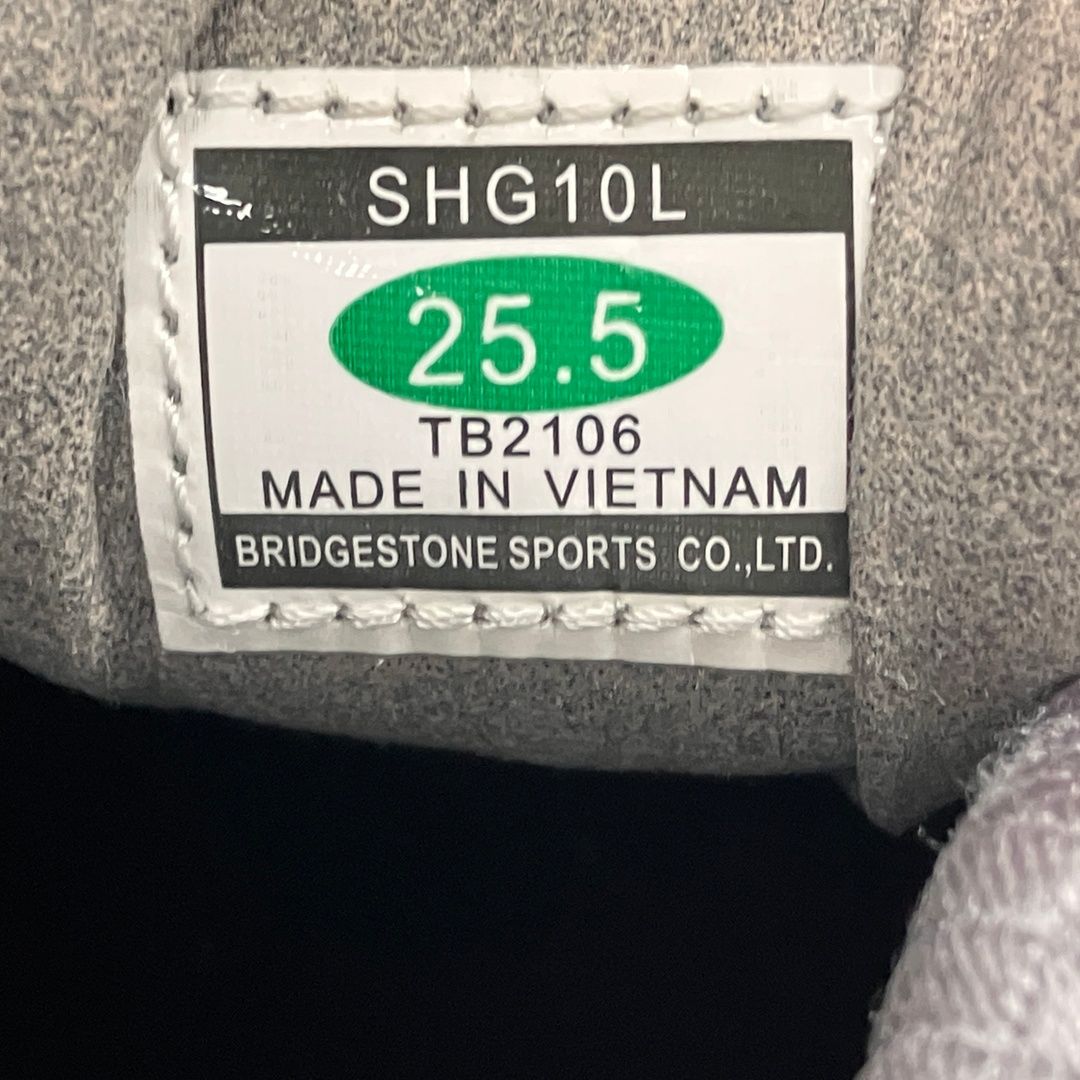 SHG10L
25.5
TB2106
MADE IN VIETNAM
BRIDGESTONE SPORTS CO.,LTD.